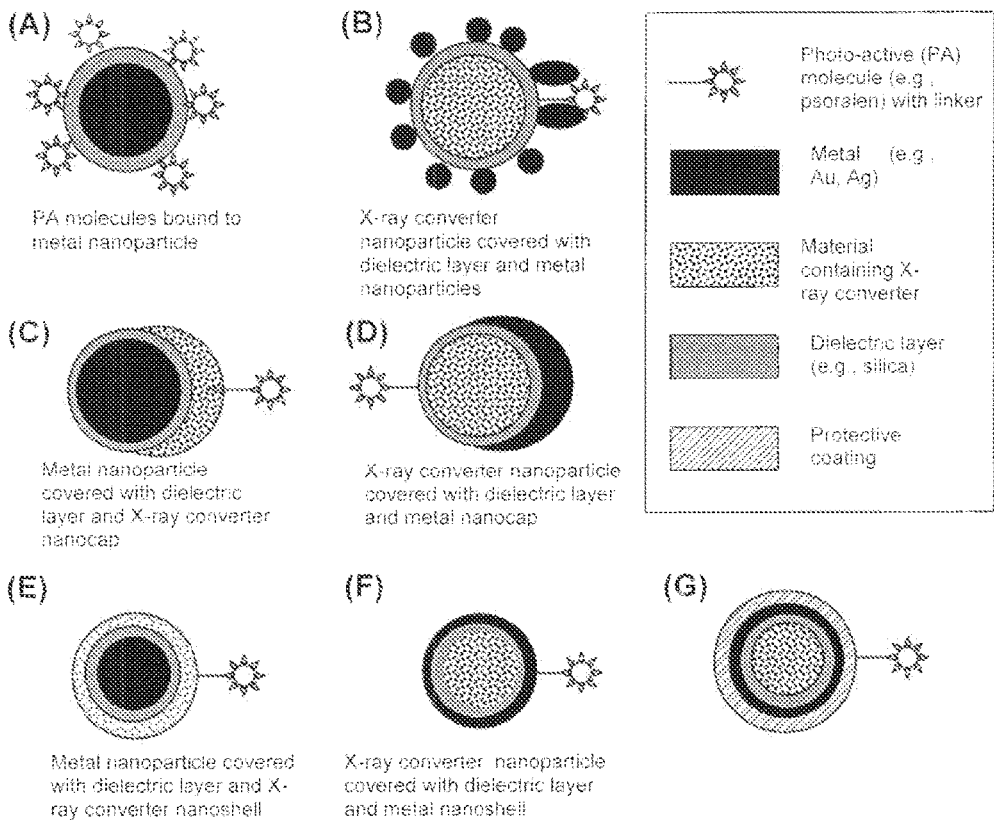 (A)
PA molecules bound to
metal nanoparticle
(B)
X-ray converter
nanoparticle covered with
dielectric layer and metal
nanoparticles
Photo-active (PA)
molecule (e.g.,
psoralen) with linker
Metal (e.g.,
Au, Ag)
Material
containing X-
ray converter
Dielectric layer
(e.g., silica)
Protective
coating
(C)
Metal nanoparticle
covered with dielectric
layer and X-ray converter
nanocap
(D)
X-ray converter nanoparticle
covered with dielectric layer
and metal nanocap
(E)
Metal nanoparticle covered
with dielectric layer and X-
ray converter nanoshell
(F)
X-ray converter nanoparticle
covered with dielectric layer
and metal nanoshell
(G)